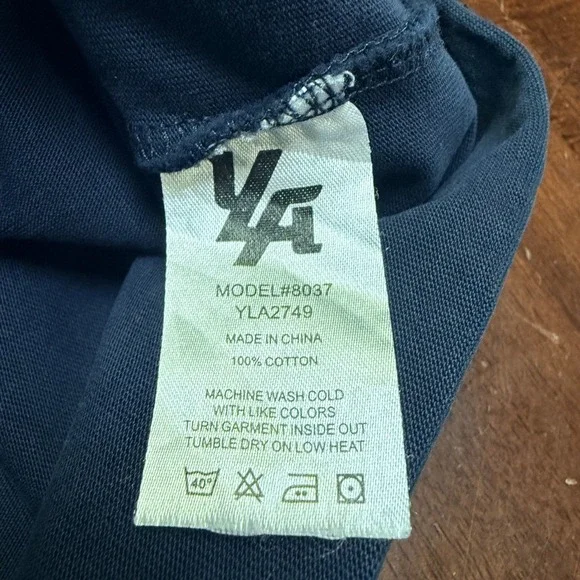 YA
MODEL#8037
YLA2749
MADE IN CHINA
100% COTTON
MACHINE WASH COLD
WITH LIKE COLORS
TURN GARMENT INSIDE OUT
TUMBLE DRY ON LOW HEAT
40°